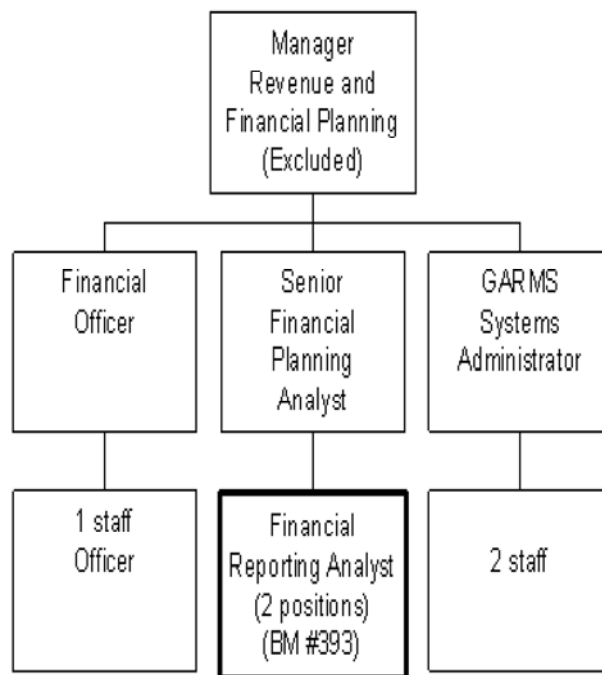 Manager
Revenue and
Financial Planning
(Excluded)
Financial
Officer
Senior
Financial
Planning
Analyst
GARMS
Systems
Administrator
1 staff
Officer
Financial
Reporting Analyst
(2 positions)
(BM #393)
2 staff